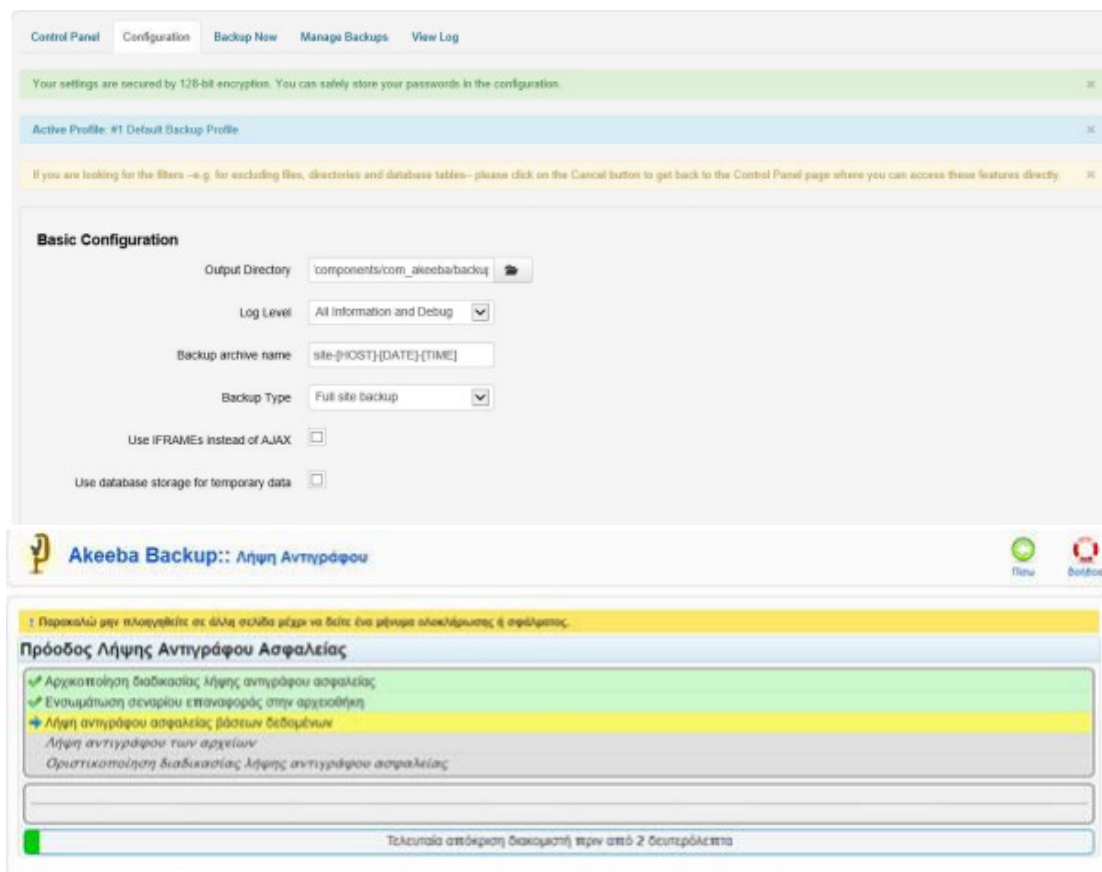 Control Panel Configuration Backup Now Manage Backups View Log
Your settings are secured by 128-bit encryption. You can safely store your passwords in the configuration.
Active Profile: #1 Default Backup Profile
If you are looking for the filters –e.g. for excluding files, directories and database tables– please click on the Cancel button to get back to the Control Panel page where you can access these features directly.
Basic Configuration
Output Directory 'components/com_akeeba/backup
Log Level All Information and Debug
Backup archive name site-[HOST]-[DATE]-[TIME]
Backup Type Full site backup
Use IFRAMEs instead of AJAX
Use database storage for temporary data
Akeeba Backup:: Λήψη Αντιγράφου
Πίσω
Παρακαλώ μην πλοηγηθείτε σε άλλη σελίδα μέχρι να δείτε ένα μήνυμα ολοκλήρωσης ή σφάλματος.
Πρόοδος Λήψης Αντιγράφου Ασφαλείας
Αρχικοποίηση διαδικασίας λήψης αντιγράφου ασφαλείας
Ενσωμάτωση σεναρίου επαναφοράς στην αρχειοθήκη
Λήψη αντιγράφου ασφαλείας βάσεων δεδομένων
Λήψη αντιγράφου των αρχείων
Οριστικοποίηση διαδικασίας λήψης αντιγράφου ασφαλείας
Τελευταία απόκριση διακομιστή πριν από 2 δευτερόλεπτα